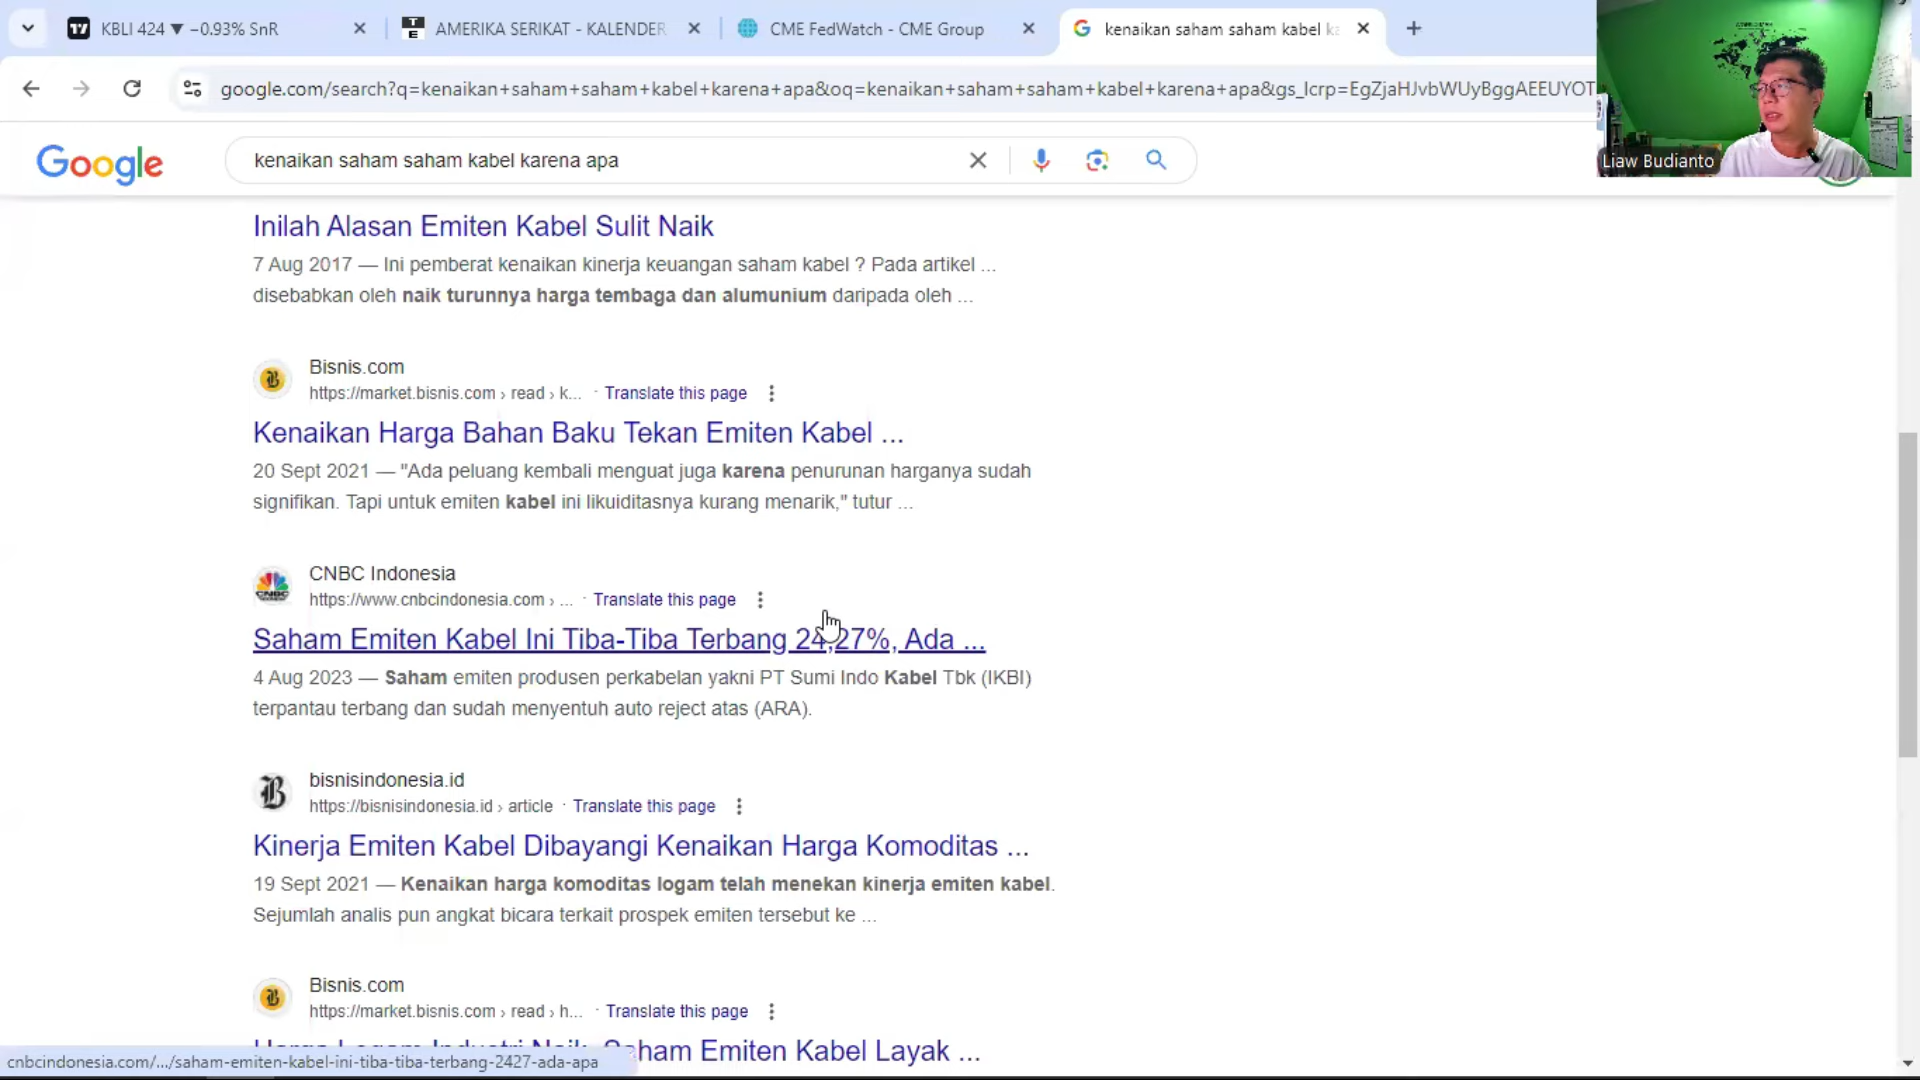 KBLI 424 ▼ −0.93% SnR
AMERIKA SERIKAT - KALENDER
CME FedWatch - CME Group
kenaikan saham saham kabel
google.com/search?q=kenaikan+saham+saham+kabel+karena+apa&oq=kenaikan+saham+saham+kabel+karena+apa&gs_lcrp=EgZjaHJvbWUyBggAEEUYOT
Liaw Budianto
Google
kenaikan saham saham kabel karena apa
Inilah Alasan Emiten Kabel Sulit Naik
7 Aug 2017 — Ini pemberat kenaikan kinerja keuangan saham kabel ? Pada artikel ...
disebabkan oleh naik turunnya harga tembaga dan alumunium daripada oleh ...
Bisnis.com
https://market.bisnis.com › read › k... · Translate this page
Kenaikan Harga Bahan Baku Tekan Emiten Kabel ...
20 Sept 2021 — "Ada peluang kembali menguat juga karena penurunan harganya sudah
signifikan. Tapi untuk emiten kabel ini likuiditasnya kurang menarik," tutur ...
CNBC Indonesia
https://www.cnbcindonesia.com › ... · Translate this page
Saham Emiten Kabel Ini Tiba-Tiba Terbang 24,27%, Ada ...
4 Aug 2023 — Saham emiten produsen perkabelan yakni PT Sumi Indo Kabel Tbk (IKBI)
terpantau terbang dan sudah menyentuh auto reject atas (ARA).
bisnisindonesia.id
https://bisnisindonesia.id › article · Translate this page
Kinerja Emiten Kabel Dibayangi Kenaikan Harga Komoditas ...
19 Sept 2021 — Kenaikan harga komoditas logam telah menekan kinerja emiten kabel.
Sejumlah analis pun angkat bicara terkait prospek emiten tersebut ke ...
Bisnis.com
https://market.bisnis.com › read › h... · Translate this page
Harga Logam Industri Naik, Saham Emiten Kabel Layak ...
cnbcindonesia.com/.../saham-emiten-kabel-ini-tiba-tiba-terbang-2427-ada-apa